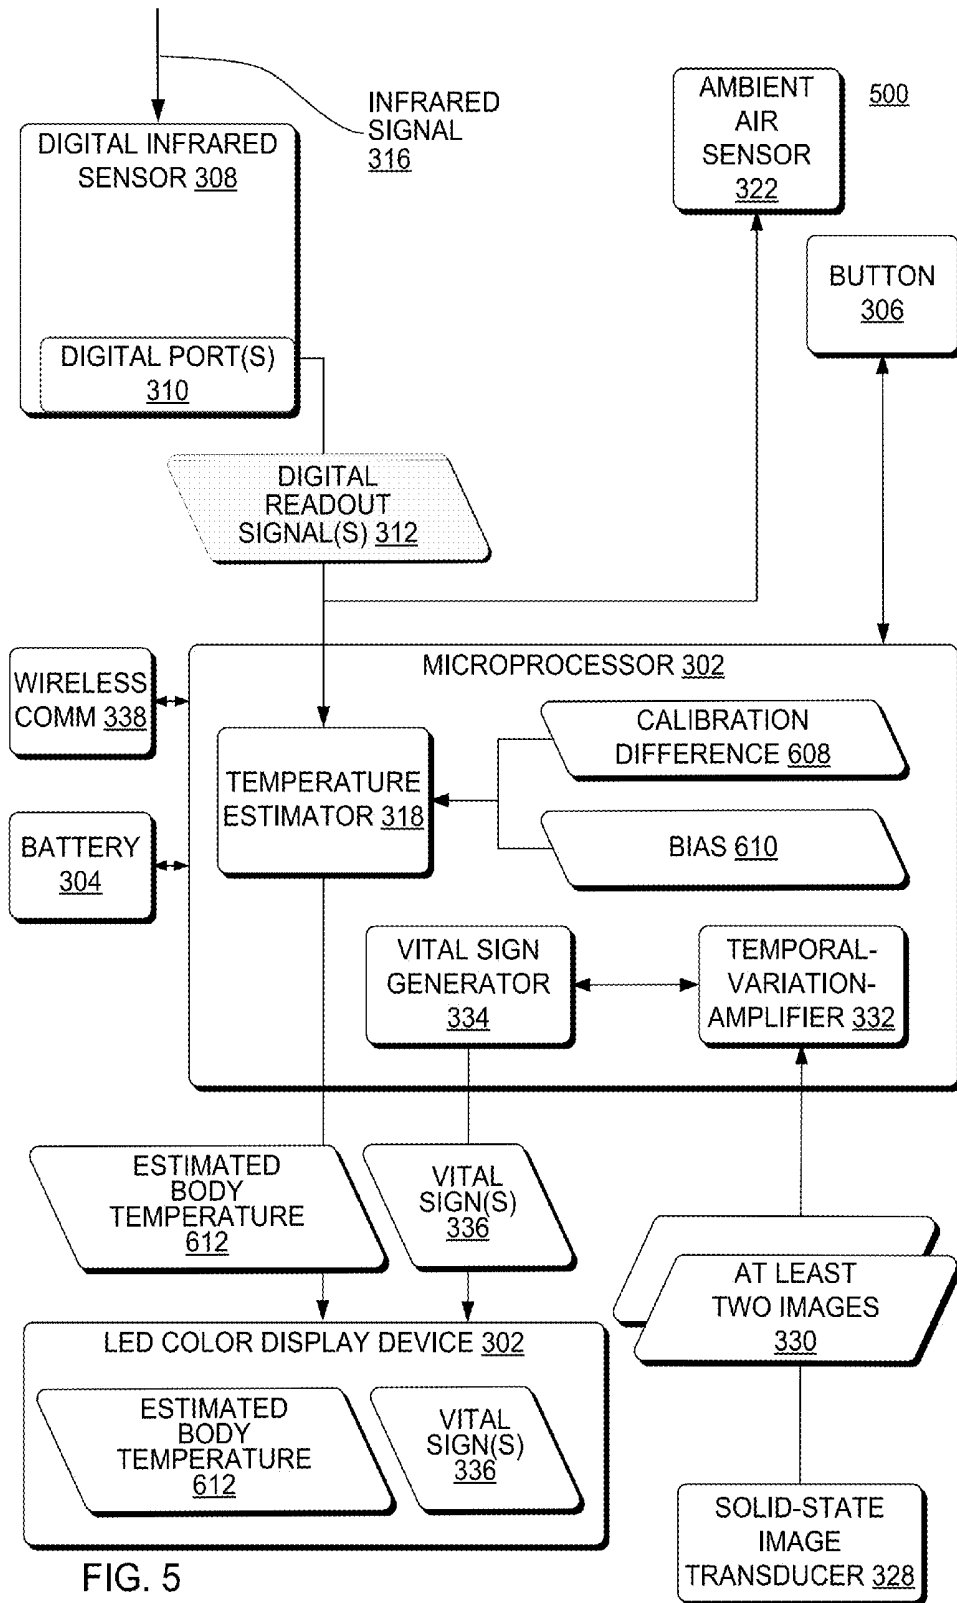 INFRARED
SIGNAL
316
AMBIENT
AIR
SENSOR
322
500
DIGITAL INFRARED
SENSOR 308
BUTTON
306
DIGITAL PORT(S)
310
DIGITAL
READOUT
SIGNAL(S) 312
MICROPROCESSOR 302
WIRELESS
COMM 338
CALIBRATION
DIFFERENCE 608
TEMPERATURE
ESTIMATOR 318
BATTERY
304
BIAS 610
VITAL SIGN
GENERATOR
334
TEMPORAL-
VARIATION-
AMPLIFIER 332
ESTIMATED
BODY
TEMPERATURE
612
VITAL
SIGN(S)
336
AT LEAST
TWO IMAGES
330
LED COLOR DISPLAY DEVICE 302
ESTIMATED
BODY
TEMPERATURE
612
VITAL
SIGN(S)
336
SOLID-STATE
IMAGE
TRANSDUCER 328
FIG. 5